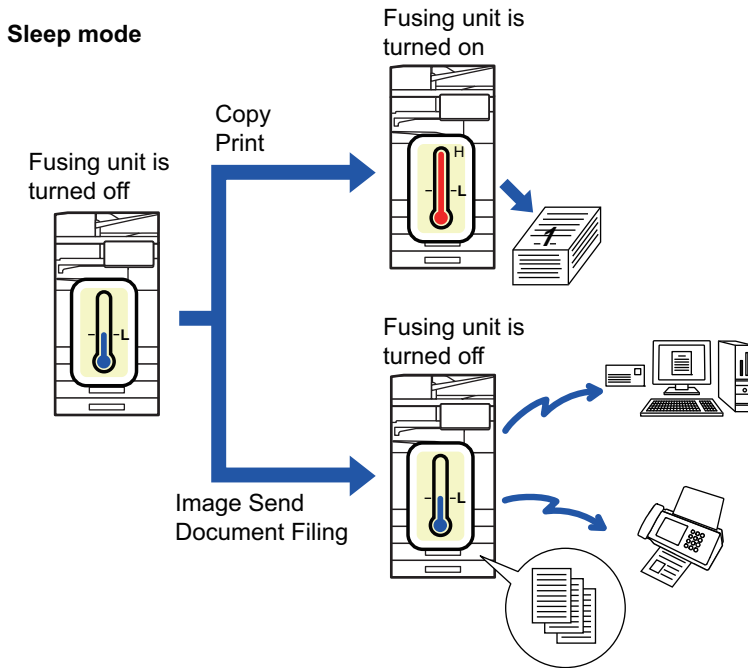 Sleep mode
Fusing unit is
turned off
-L
Copy
Print
Fusing unit is
turned on
H
-L
1
Fusing unit is
turned off
-L
Image Send
Document Filing